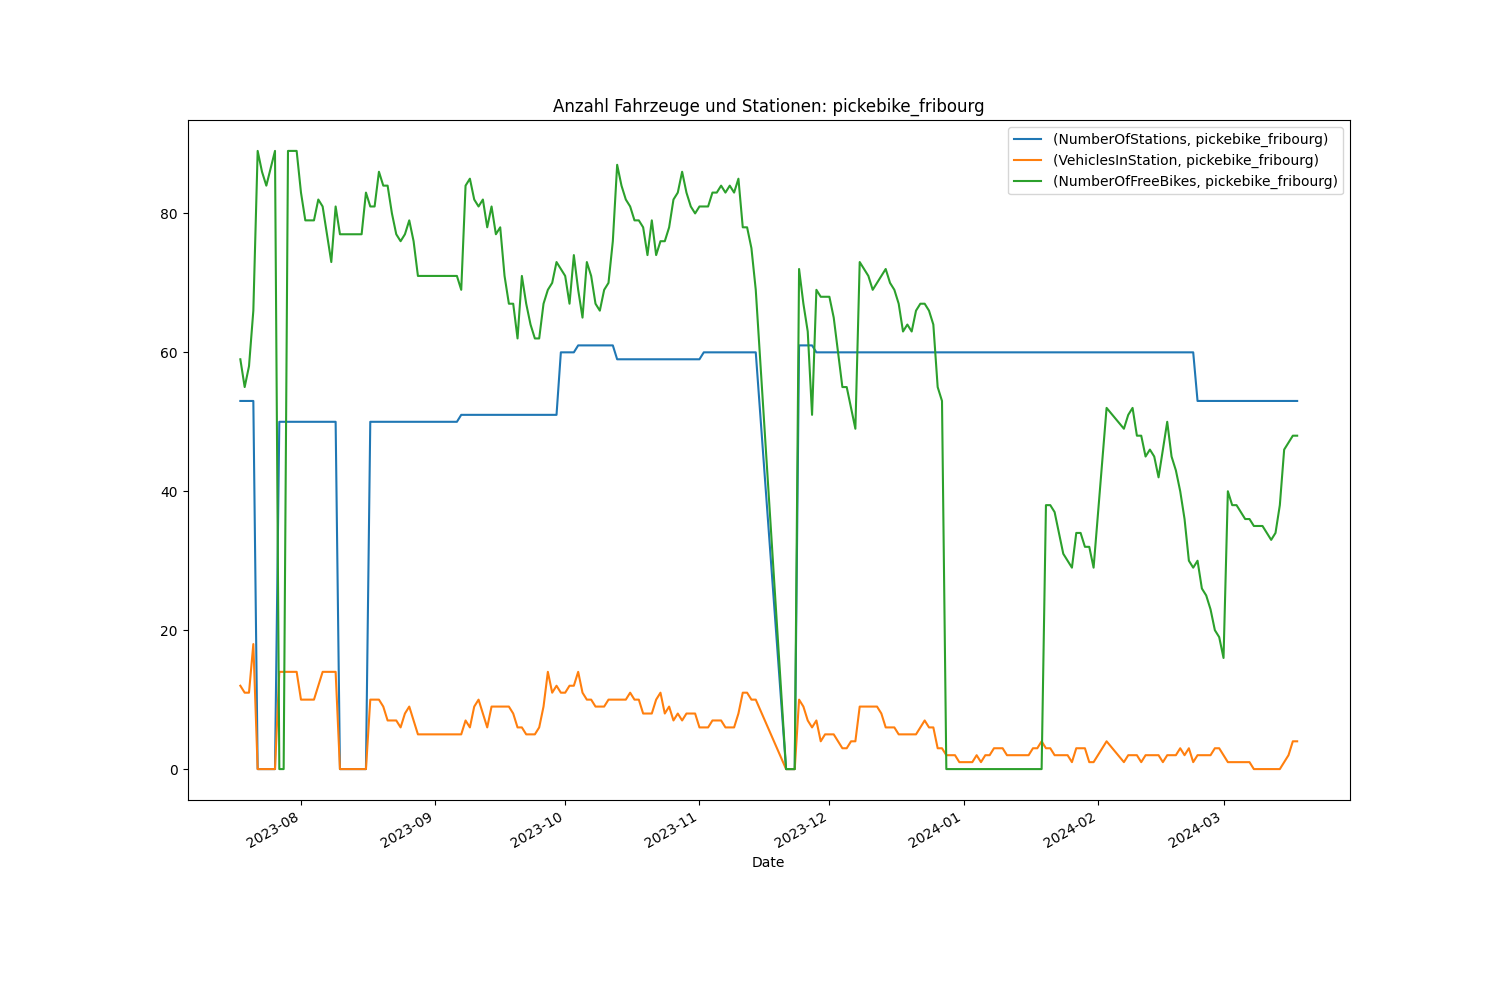 Anzahl Fahrzeuge und Stationen: pickebike_fribourg
(NumberOfStations, pickebike_fribourg)
(VehiclesInStation, pickebike_fribourg)
(NumberOfFreeBikes, pickebike_fribourg)
80
60
40
20
0
2023-08
2023-09
2023-10
2023-11
2023-12
2024-01
2024-02
2024-03
Date